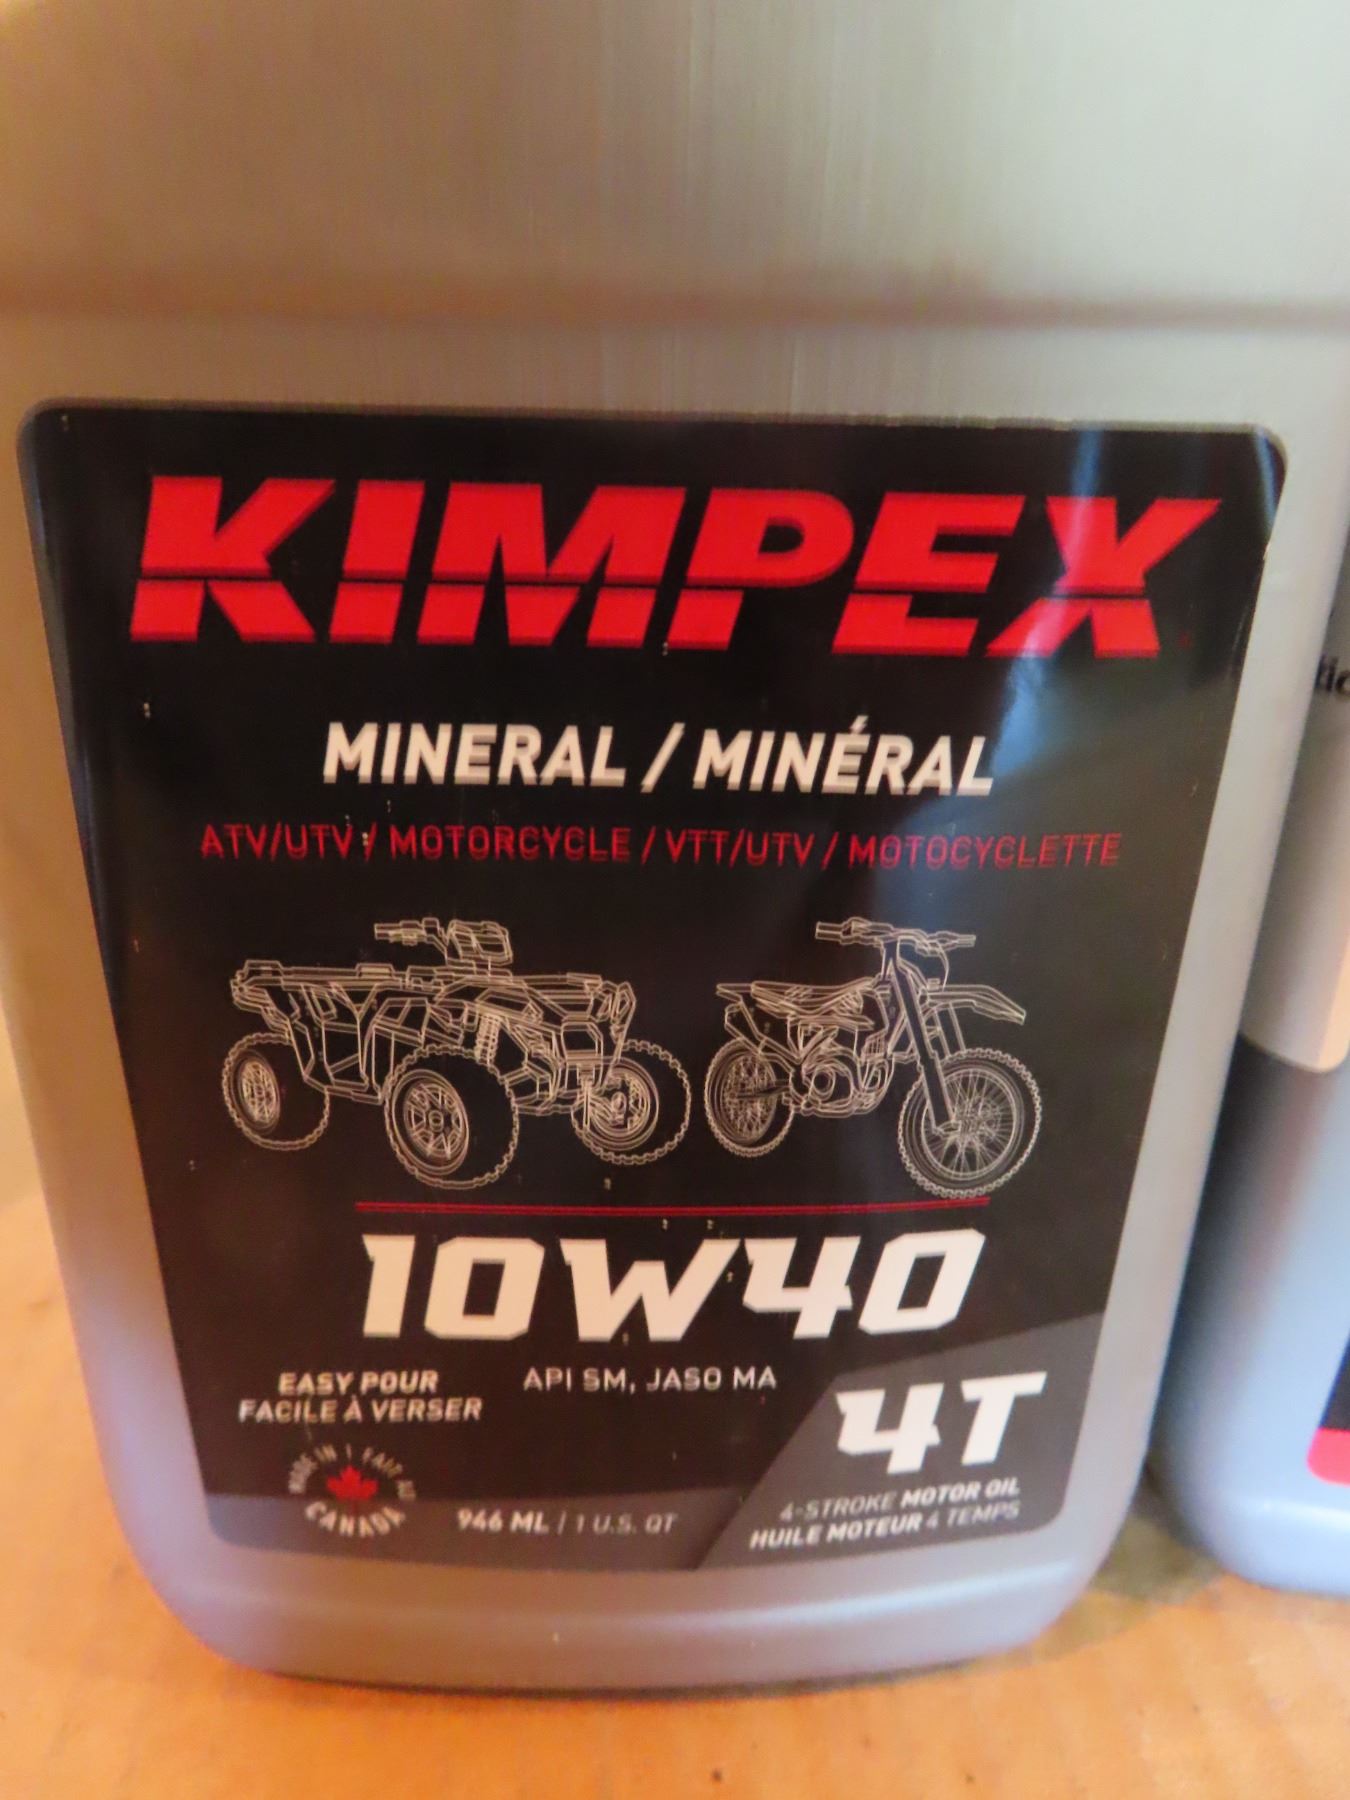 KIMPEX
MINERAL / MINÉRAL
ATV/UTV / MOTORCYCLE / VTT/UTV / MOTOCYCLETTE
10W40
API SM, JASO MA
EASY POUR
FACILE À VERSER
4T
4-STROKE MOTOR OIL
HUILE MOTEUR 4 TEMPS
MADE IN / FAIT AU
CANADA
946 ML / 1 U.S. QT